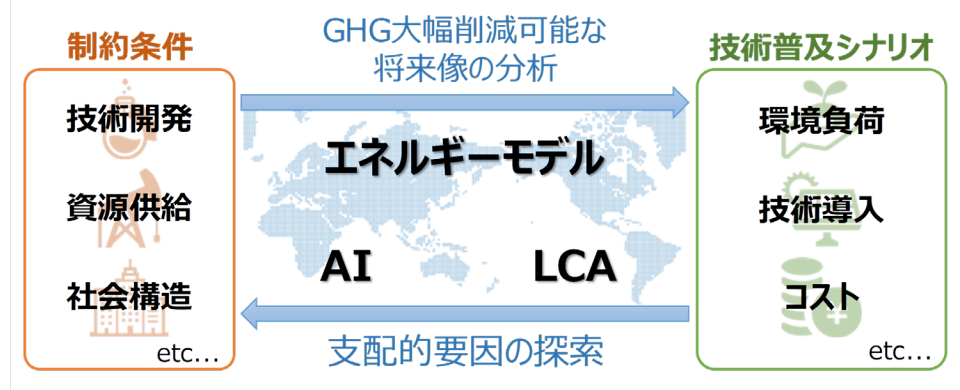 GHG大幅削減可能な
将来像の分析
制約条件
技術開発
資源供給
社会構造
etc...
エネルギーモデル
AI
LCA
技術普及シナリオ
環境負荷
技術導入
コスト
etc...
支配的要因の探索